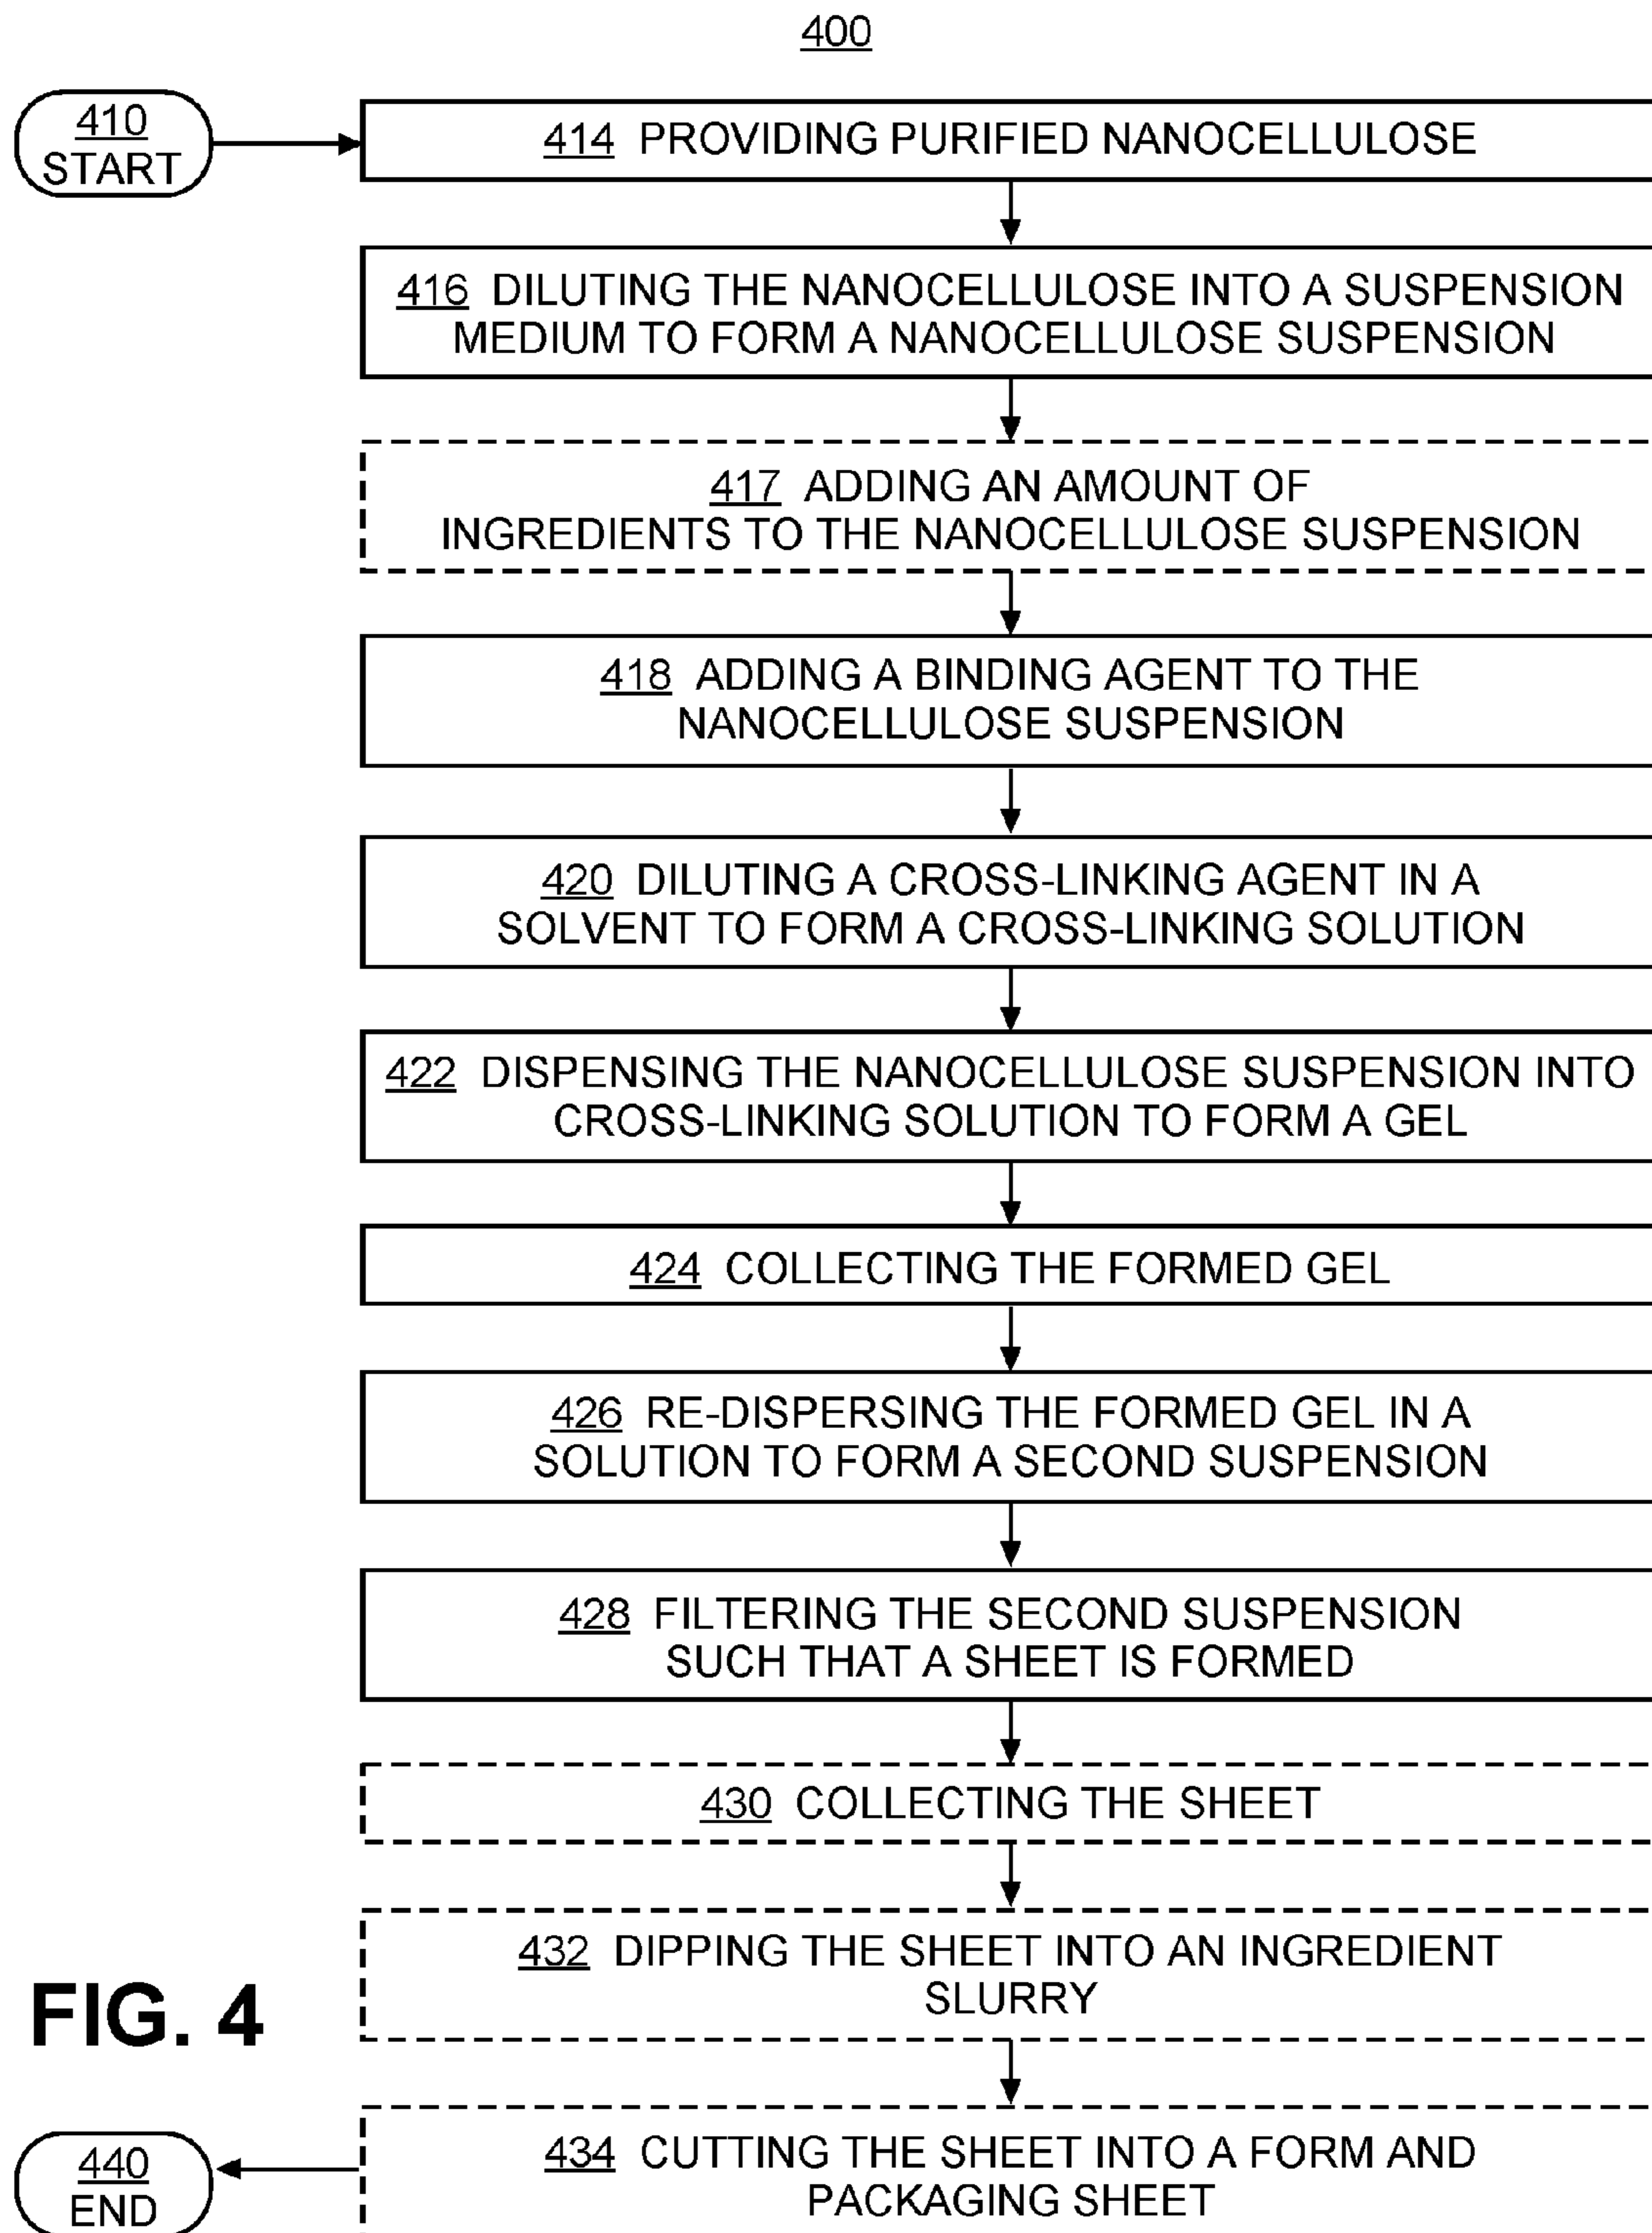 400
410
START
414 PROVIDING PURIFIED NANOCELLULOSE
416 DILUTING THE NANOCELLULOSE INTO A SUSPENSION
MEDIUM TO FORM A NANOCELLULOSE SUSPENSION
417 ADDING AN AMOUNT OF
INGREDIENTS TO THE NANOCELLULOSE SUSPENSION
418 ADDING A BINDING AGENT TO THE
NANOCELLULOSE SUSPENSION
420 DILUTING A CROSS-LINKING AGENT IN A
SOLVENT TO FORM A CROSS-LINKING SOLUTION
422 DISPENSING THE NANOCELLULOSE SUSPENSION INTO
CROSS-LINKING SOLUTION TO FORM A GEL
424 COLLECTING THE FORMED GEL
426 RE-DISPERSING THE FORMED GEL IN A
SOLUTION TO FORM A SECOND SUSPENSION
428 FILTERING THE SECOND SUSPENSION
SUCH THAT A SHEET IS FORMED
430 COLLECTING THE SHEET
432 DIPPING THE SHEET INTO AN INGREDIENT
SLURRY
434 CUTTING THE SHEET INTO A FORM AND
PACKAGING SHEET
440
END
FIG. 4